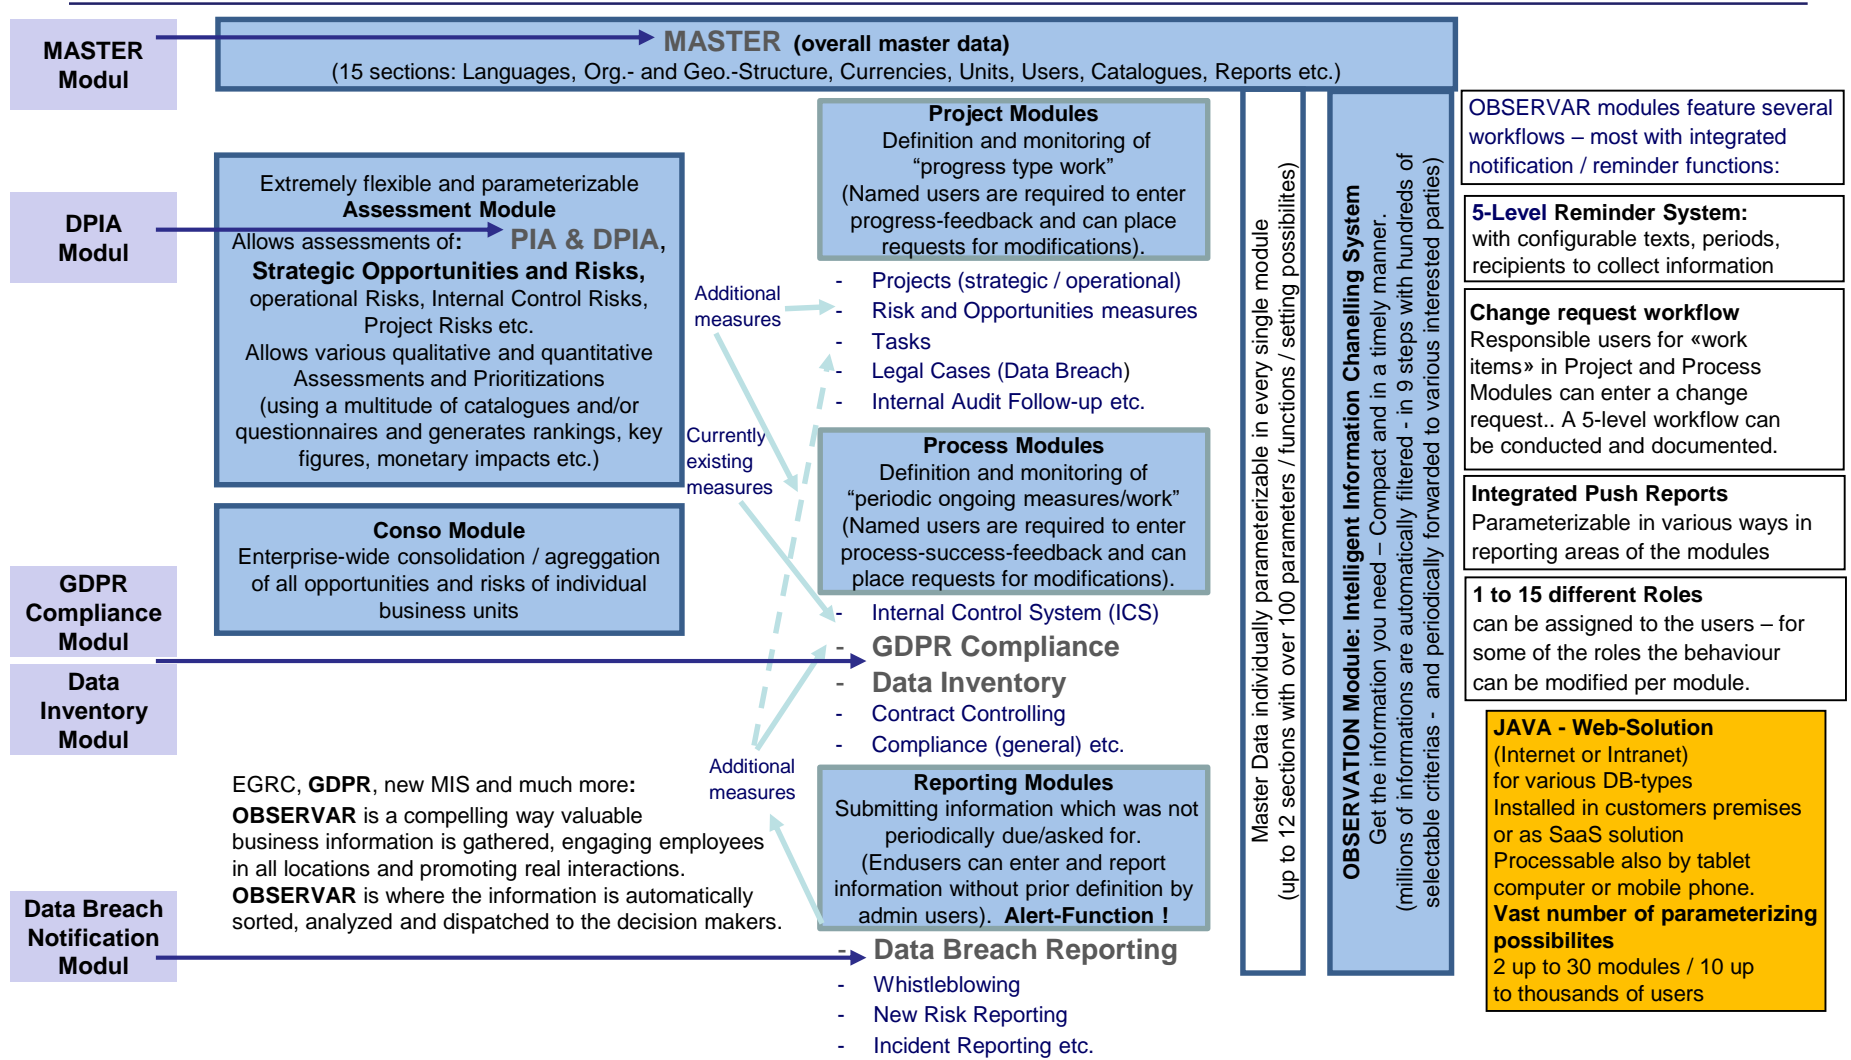 MASTER
Modul
MASTER (overall master data)
(15 sections: Languages, Org.- and Geo.-Structure, Currencies, Units, Users, Catalogues, Reports etc.)
DPIA
Modul
Extremely flexible and parameterizable
Assessment Module
Allows assessments of: PIA & DPIA,
Strategic Opportunities and Risks,
operational Risks, Internal Control Risks,
Project Risks etc.
Allows various qualitative and quantitative
Assessments and Prioritizations
(using a multitude of catalogues and/or
questionnaires and generates rankings, key
figures, monetary impacts etc.)
Conso Module
Enterprise-wide consolidation / agreggation
of all opportunities and risks of individual
business units
GDPR
Compliance
Modul
Data
Inventory
Modul
EGRC, GDPR, new MIS and much more:
OBSERVAR is a compelling way valuable
business information is gathered, engaging employees
in all locations and promoting real interactions.
OBSERVAR is where the information is automatically
sorted, analyzed and dispatched to the decision makers.
Data Breach
Notification
Modul
Additional
measures
Currently
existing
measures
Additional
measures
Project Modules
Definition and monitoring of
“progress type work”
(Named users are required to enter
progress-feedback and can place
requests for modifications).
- Projects (strategic / operational)
- Risk and Opportunities measures
- Tasks
- Legal Cases (Data Breach)
- Internal Audit Follow-up etc.
Process Modules
Definition and monitoring of
“periodic ongoing measures/work”
(Named users are required to enter
process-success-feedback and can
place requests for modifications).
- Internal Control System (ICS)
- GDPR Compliance
- Data Inventory
- Contract Controlling
- Compliance (general) etc.
Reporting Modules
Submitting information which was not
periodically due/asked for.
(Endusers can enter and report
information without prior definition by
admin users). Alert-Function !
- Data Breach Reporting
- Whistleblowing
- New Risk Reporting
- Incident Reporting etc.
Master Data individually parameterizable in every single module
(up to 12 sections with over 100 parameters / functions / setting possibilites)
OBSERVATION Module: Intelligent Information Chanelling System
Get the information you need – Compact and in a timely manner.
(millions of informations are automatically filtered - in 9 steps with hundreds of
selectable criterias - and periodically forwarded to various interested parties)
OBSERVAR modules feature several
workflows – most with integrated
notification / reminder functions:
5-Level Reminder System:
with configurable texts, periods,
recipients to collect information
Change request workflow
Responsible users for «work
items» in Project and Process
Modules can enter a change
request.. A 5-level workflow can
be conducted and documented.
Integrated Push Reports
Parameterizable in various ways in
reporting areas of the modules
1 to 15 different Roles
can be assigned to the users – for
some of the roles the behaviour
can be modified per module.
JAVA - Web-Solution
(Internet or Intranet)
for various DB-types
Installed in customers premises
or as SaaS solution
Processable also by tablet
computer or mobile phone.
Vast number of parameterizing
possibilites
2 up to 30 modules / 10 up
to thousands of users